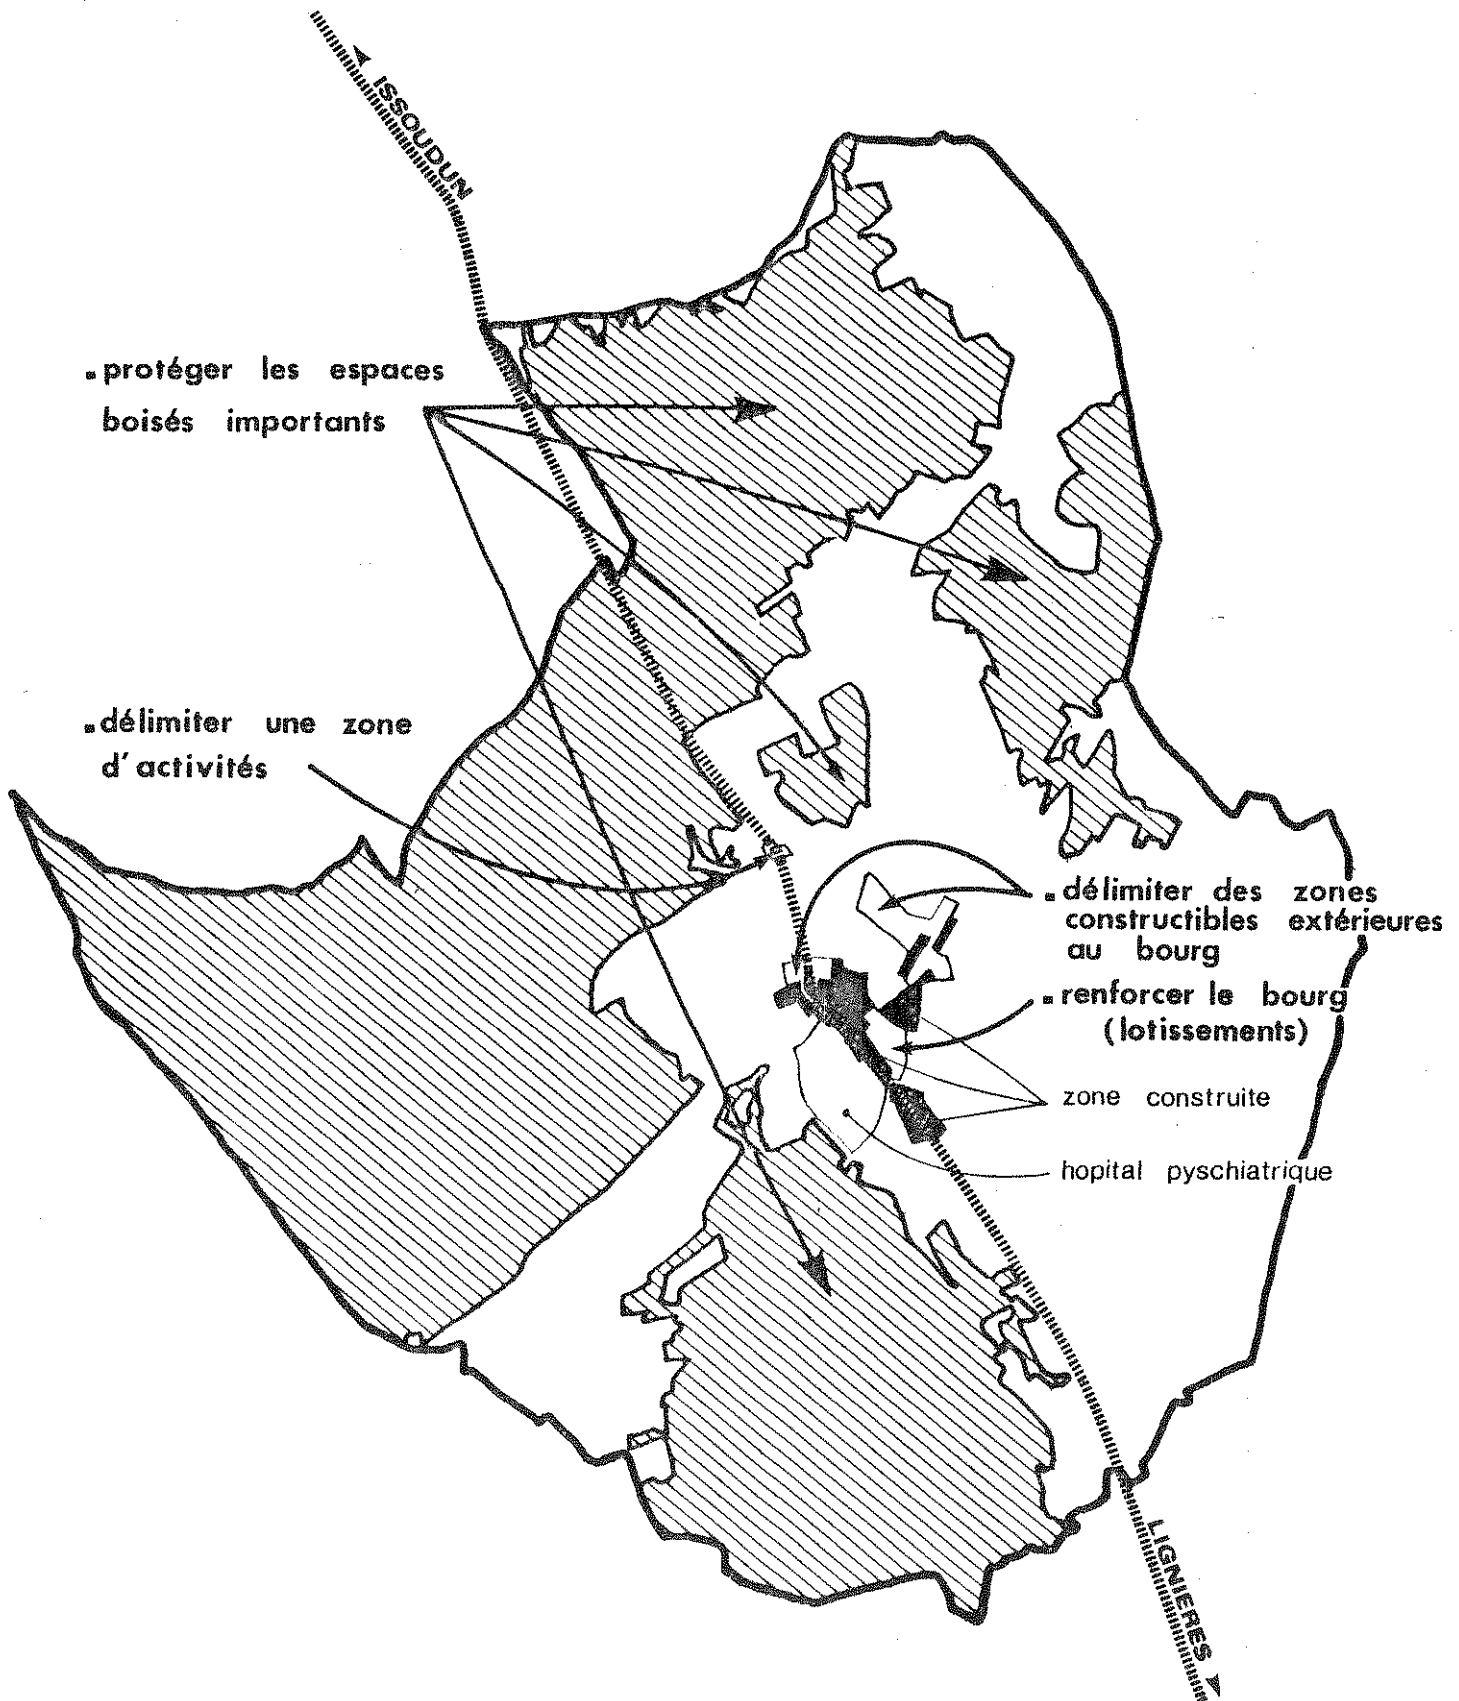 ISSOUDUN
▪protéger les espaces
boisés importants
▪délimiter une zone
d'activités
▪délimiter des zones
constructibles extérieures
au bourg
▪renforcer le bourg
(lotissements)
zone construite
hopital pyschiatrique
LIGNIERES